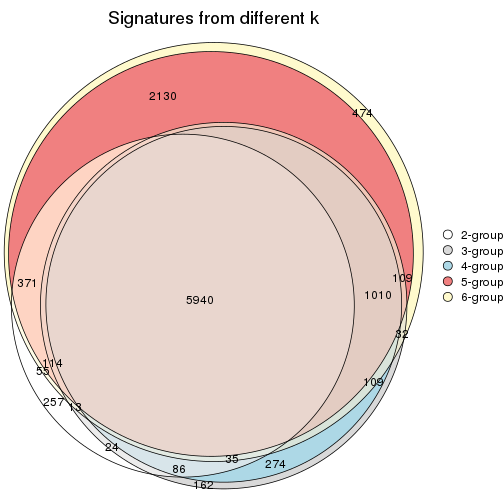 Signatures from different k
2130
474
371
109
1010
5940
32
114
55
109
257
13
24
35
86
274
162
2-group
3-group
4-group
5-group
6-group